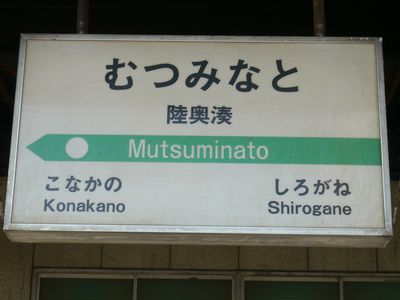 むつみなと
陸奥湊
Mutsuminato
こなかの しろがね
Konakano Shirogane